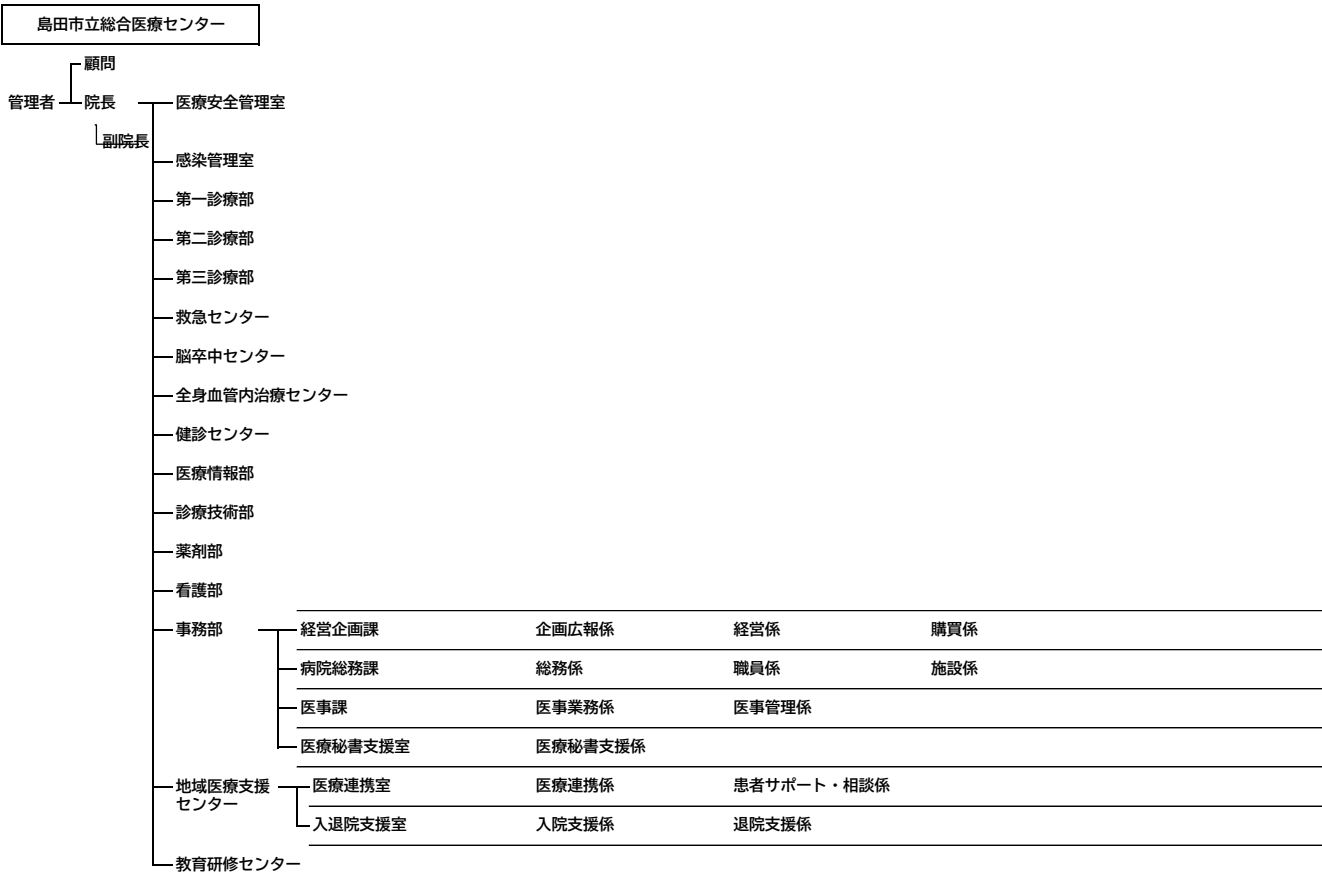 島田市立総合医療センター
顧問
管理者 院長 医療安全管理室
副院長
感染管理室
第一診療部
第二診療部
第三診療部
救急センター
脳卒中センター
全身血管内治療センター
健診センター
医療情報部
診療技術部
薬剤部
看護部
事務部 経営企画課 企画広報係 経営係 購買係
病院総務課 総務係 職員係 施設係
医事課 医事業務係 医事管理係
医療秘書支援室 医療秘書支援係
地域医療支援 医療連携室 医療連携係 患者サポート・相談係
センター
入退院支援室 入院支援係 退院支援係
教育研修センター